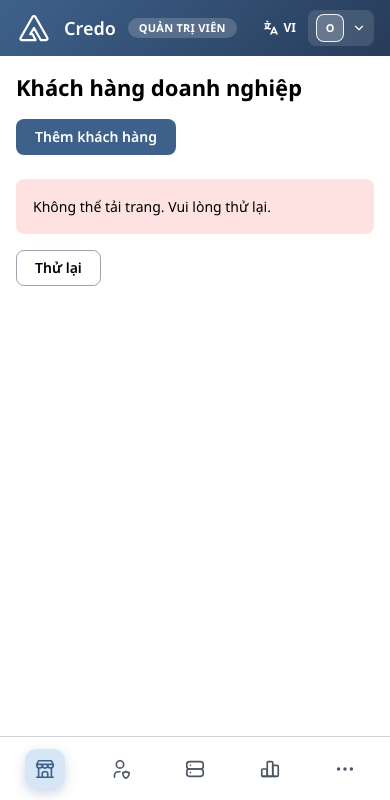 Credo
QUẢN TRỊ VIÊN
VI
O
Khách hàng doanh nghiệp
Thêm khách hàng
Không thể tải trang. Vui lòng thử lại.
Thử lại